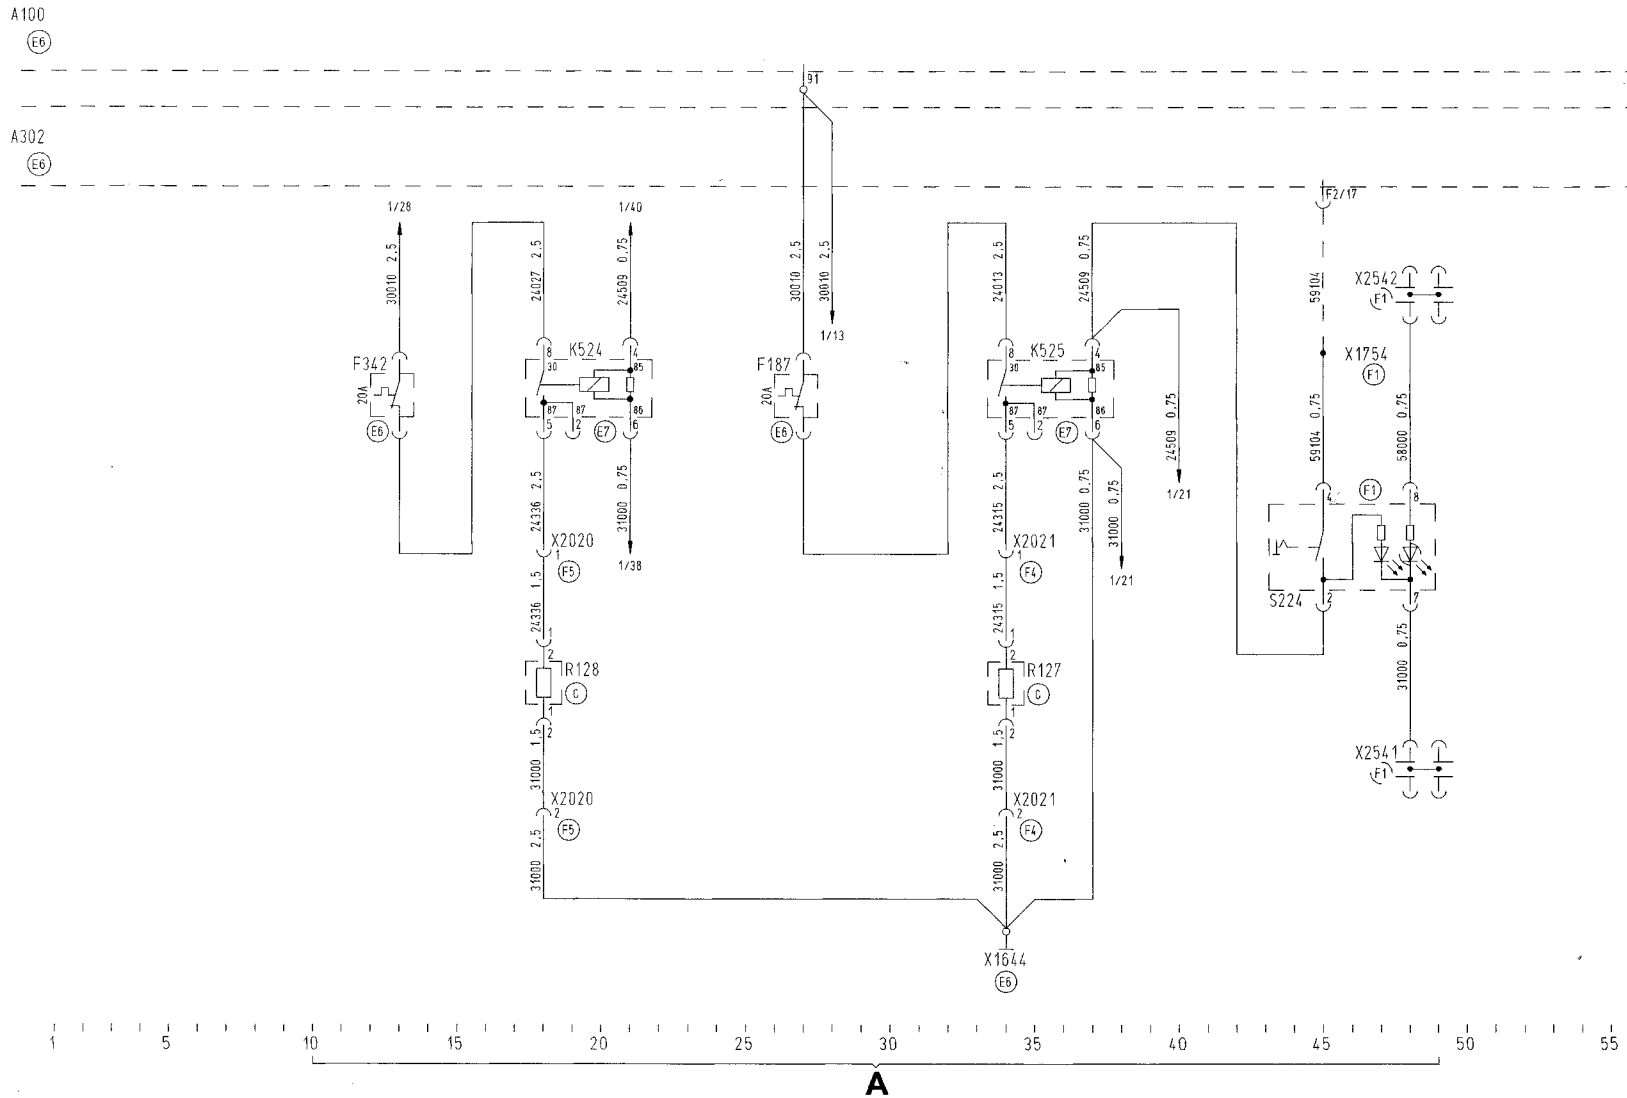 A100
E6
91
A302
E6
F2/17
1/28
1/40
30010 2.5
24027 2.5
24509 0.75
30010 2.5
30010 2.5
1/13
24013 2.5
24509 0.75
59104
X2542
F1
X1754
F1
F342
20A
E6
8
K524
4
30
85
87
87
86
5
2
E7
6
F187
20A
E6
8
K525
4
30
85
87
87
86
5
2
E7
6
24509 0.75
1/21
59104 0.75
58000 0.75
24336 2.5
31000 0.75
1/38
24315 2.5
31000 0.75
31000 0.75
1/21
4
F1
8
S224
2
7
X2020
1
F5
X2021
1
F4
24336 1.5
24315 1.5
1
2
R128
C
1
2
1
2
R127
C
1
2
31000 0.75
31000 1.5
31000 1.5
X2541
F1
X2020
2
F5
X2021
2
F4
31000 2.5
31000 2.5
X1644
E6
1 5 10 15 20 25 30 35 40 45 50 55
A